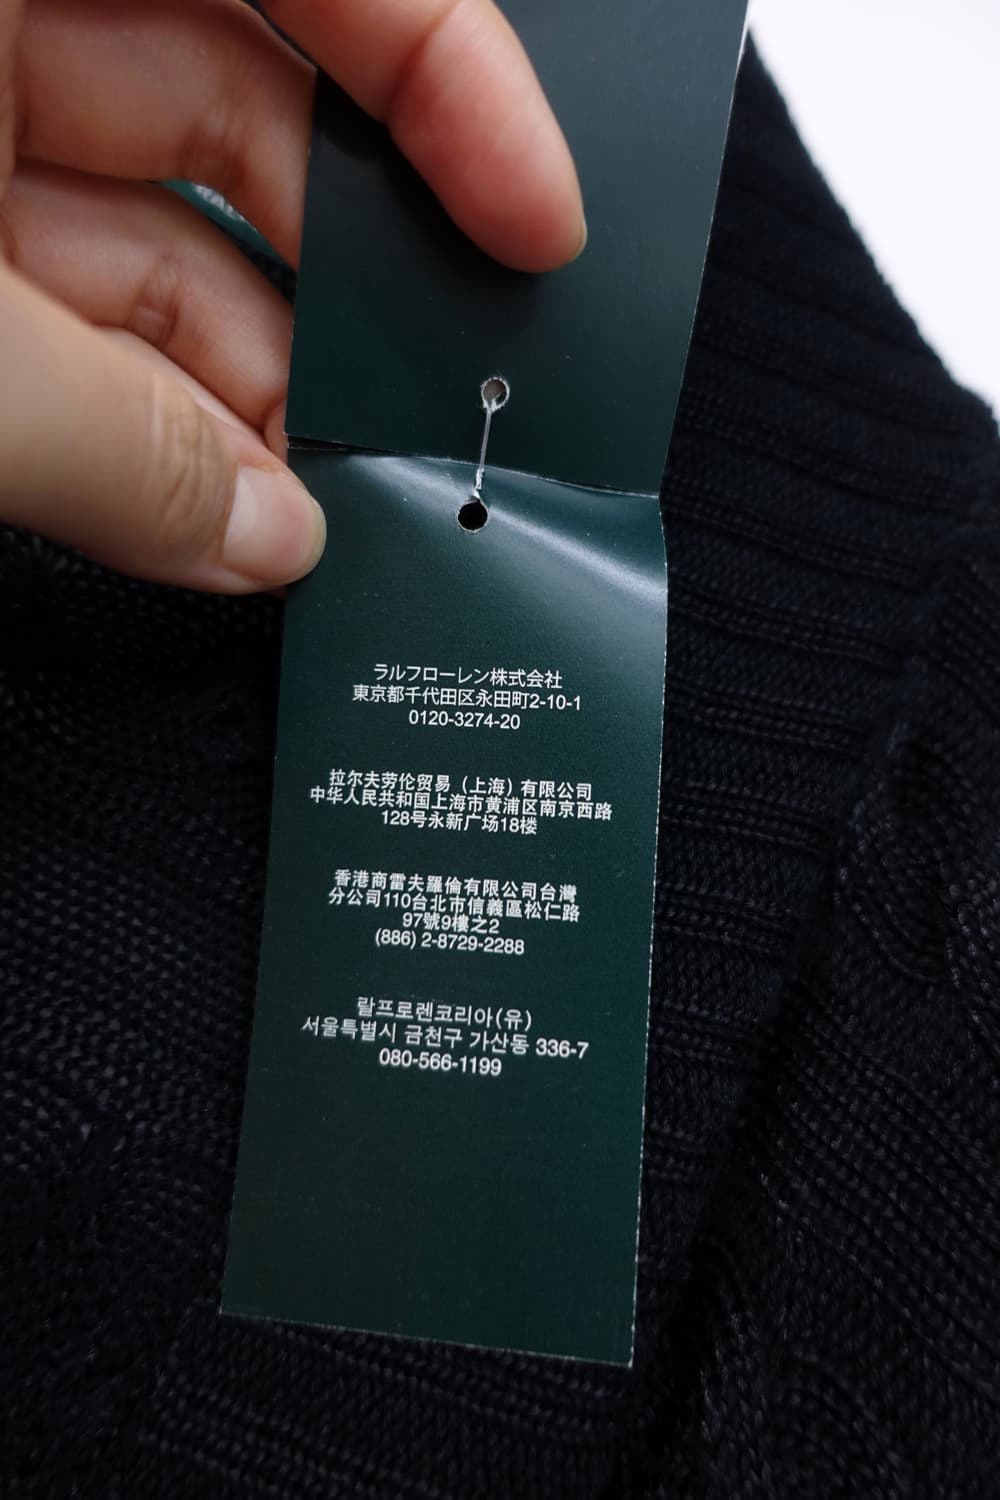 ラルフローレン株式会社
東京都千代田区永田町2-10-1
0120-3274-20
拉尔夫劳伦贸易（上海）有限公司
中华人民共和国上海市黄浦区南京西路
128号永新广场18楼
香港商雷夫羅倫有限公司台灣
分公司110台北市信義區松仁路
97號9樓之2
(886) 2-8729-2288
랄프로렌코리아(유)
서울특별시 금천구 가산동 336-7
080-566-1199